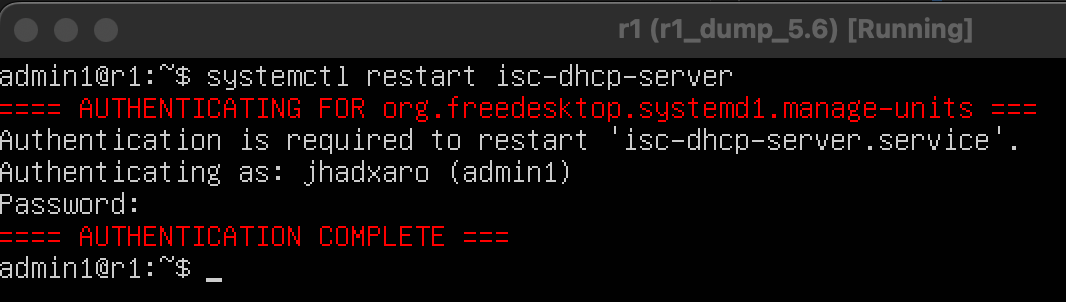 r1 (r1_dump_5.6) [Running]
admin1@r1:~$ systemctl restart isc-dhcp-server
==== AUTHENTICATING FOR org.freedesktop.systemd1.manage-units ===
Authentication is required to restart 'isc-dhcp-server.service'.
Authenticating as: jhadxaro (admin1)
Password:
==== AUTHENTICATION COMPLETE ===
admin1@r1:~$ _